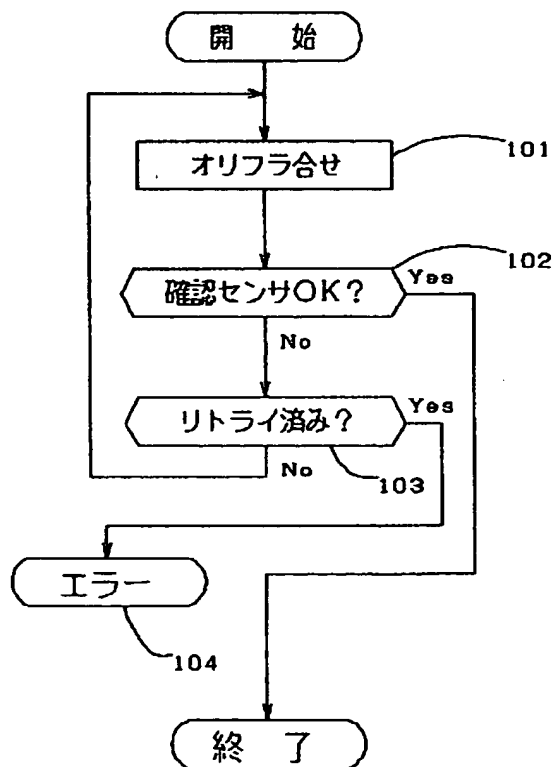 開 始
オリフラ合せ
101
確認センサOK?
Yes
102
No
リトライ済み?
Yes
No
103
エラー
104
終 了